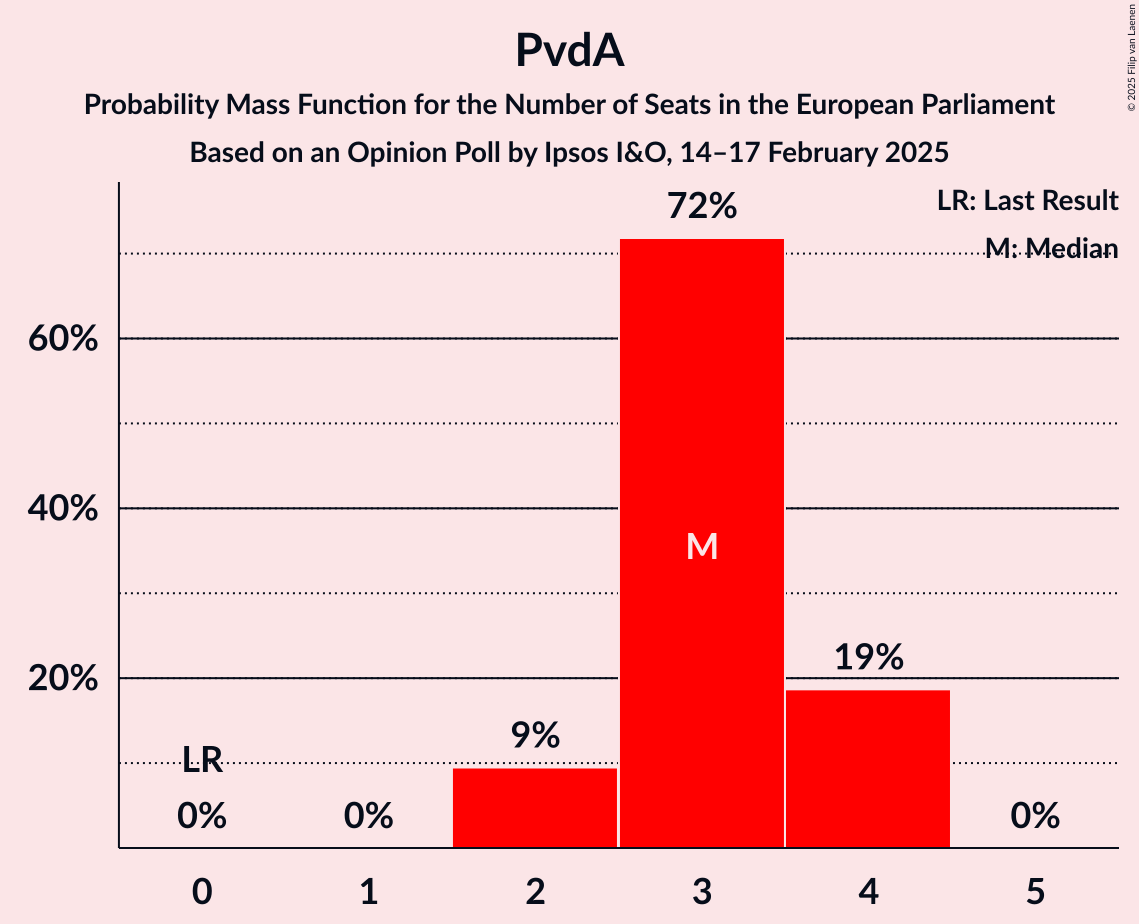 PvdA
Probability Mass Function for the Number of Seats in the European Parliament
Based on an Opinion Poll by Ipsos I&O, 14–17 February 2025
© 2025 Filip van Laenen
LR: Last Result
M: Median
72%
60%
40%
M
20%
19%
9%
LR
0%
0%
0%
0
1
2
3
4
5